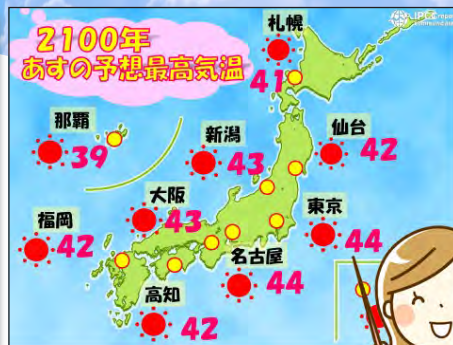 2100年
あすの予想最高気温
札幌
41
那覇
39
新潟
43
仙台
42
大阪
43
福岡
42
東京
44
名古屋
44
高知
42